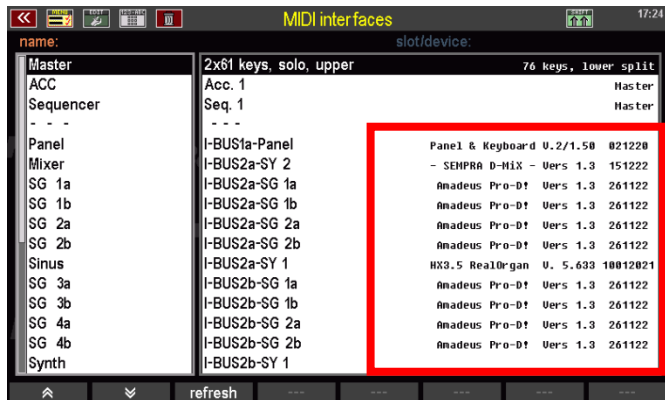 MENU EDIT MIDI interfaces SHIFT 17:24
name: slot/device:
Master 2x61 keys, solo, upper 76 keys, lower split
ACC Acc. 1 Master
Sequencer Seq. 1 Master
- - - - - -
Panel I-BUS1a-Panel Panel & Keyboard V.2/1.50 021220
Mixer I-BUS2a-SY 2 - SEMPRA D-MiX - Vers 1.3 151222
SG 1a I-BUS2a-SG 1a Amadeus Pro-D! Vers 1.3 261122
SG 1b I-BUS2a-SG 1b Amadeus Pro-D! Vers 1.3 261122
SG 2a I-BUS2a-SG 2a Amadeus Pro-D! Vers 1.3 261122
SG 2b I-BUS2a-SG 2b Amadeus Pro-D! Vers 1.3 261122
Sinus I-BUS2a-SY 1 HX3.5 RealOrgan V. 5.633 10012021
SG 3a I-BUS2b-SG 1a Amadeus Pro-D! Vers 1.3 261122
SG 3b I-BUS2b-SG 1b Amadeus Pro-D! Vers 1.3 261122
SG 4a I-BUS2b-SG 2a Amadeus Pro-D! Vers 1.3 261122
SG 4b I-BUS2b-SG 2b Amadeus Pro-D! Vers 1.3 261122
Synth I-BUS2b-SY 1
refresh --- --- --- --- ---